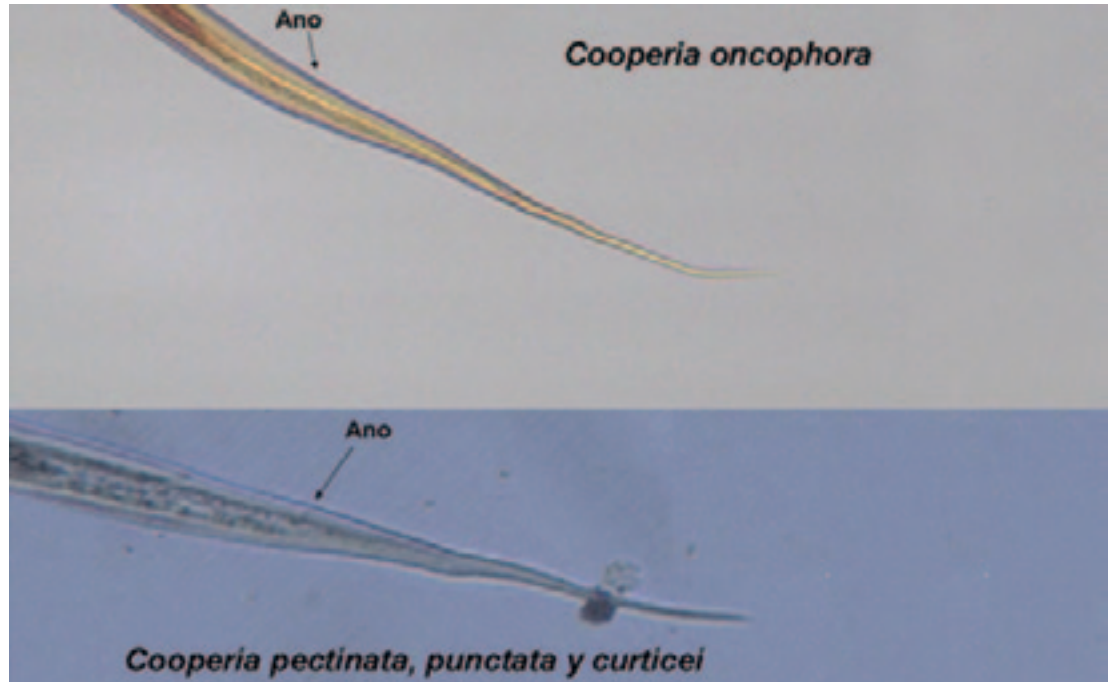 Ano
Cooperia oncophora
Ano
Cooperia pectinata, punctata y curticei